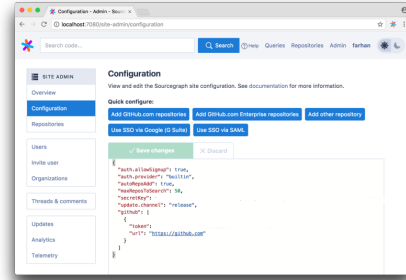 Configuration - Admin - Sourc
localhost:7080/site-admin/configuration
Search code...
Search
Help
Queries
Repositories
Admin
farhan
SITE ADMIN
Overview
Configuration
Repositories
Users
Invite user
Organizations
Threads & comments
Updates
Analytics
Telemetry
Configuration
View and edit the Sourcegraph site configuration. See documentation for more information.
Quick configure:
Add GitHub.com repositories
Add GitHub.com Enterprise repositories
Add other repository
Use SSO via Google (G Suite)
Use SSO via SAML
Save changes
Discard
{
"auth.allowSignup": true,
"auth.provider": "builtin",
"autoRepoAdd": true,
"maxReposToSearch": 50,
"secretKey":
"update.channel": "release",
"github": [
{
"token":
"url": "https://github.com"
}
]
}